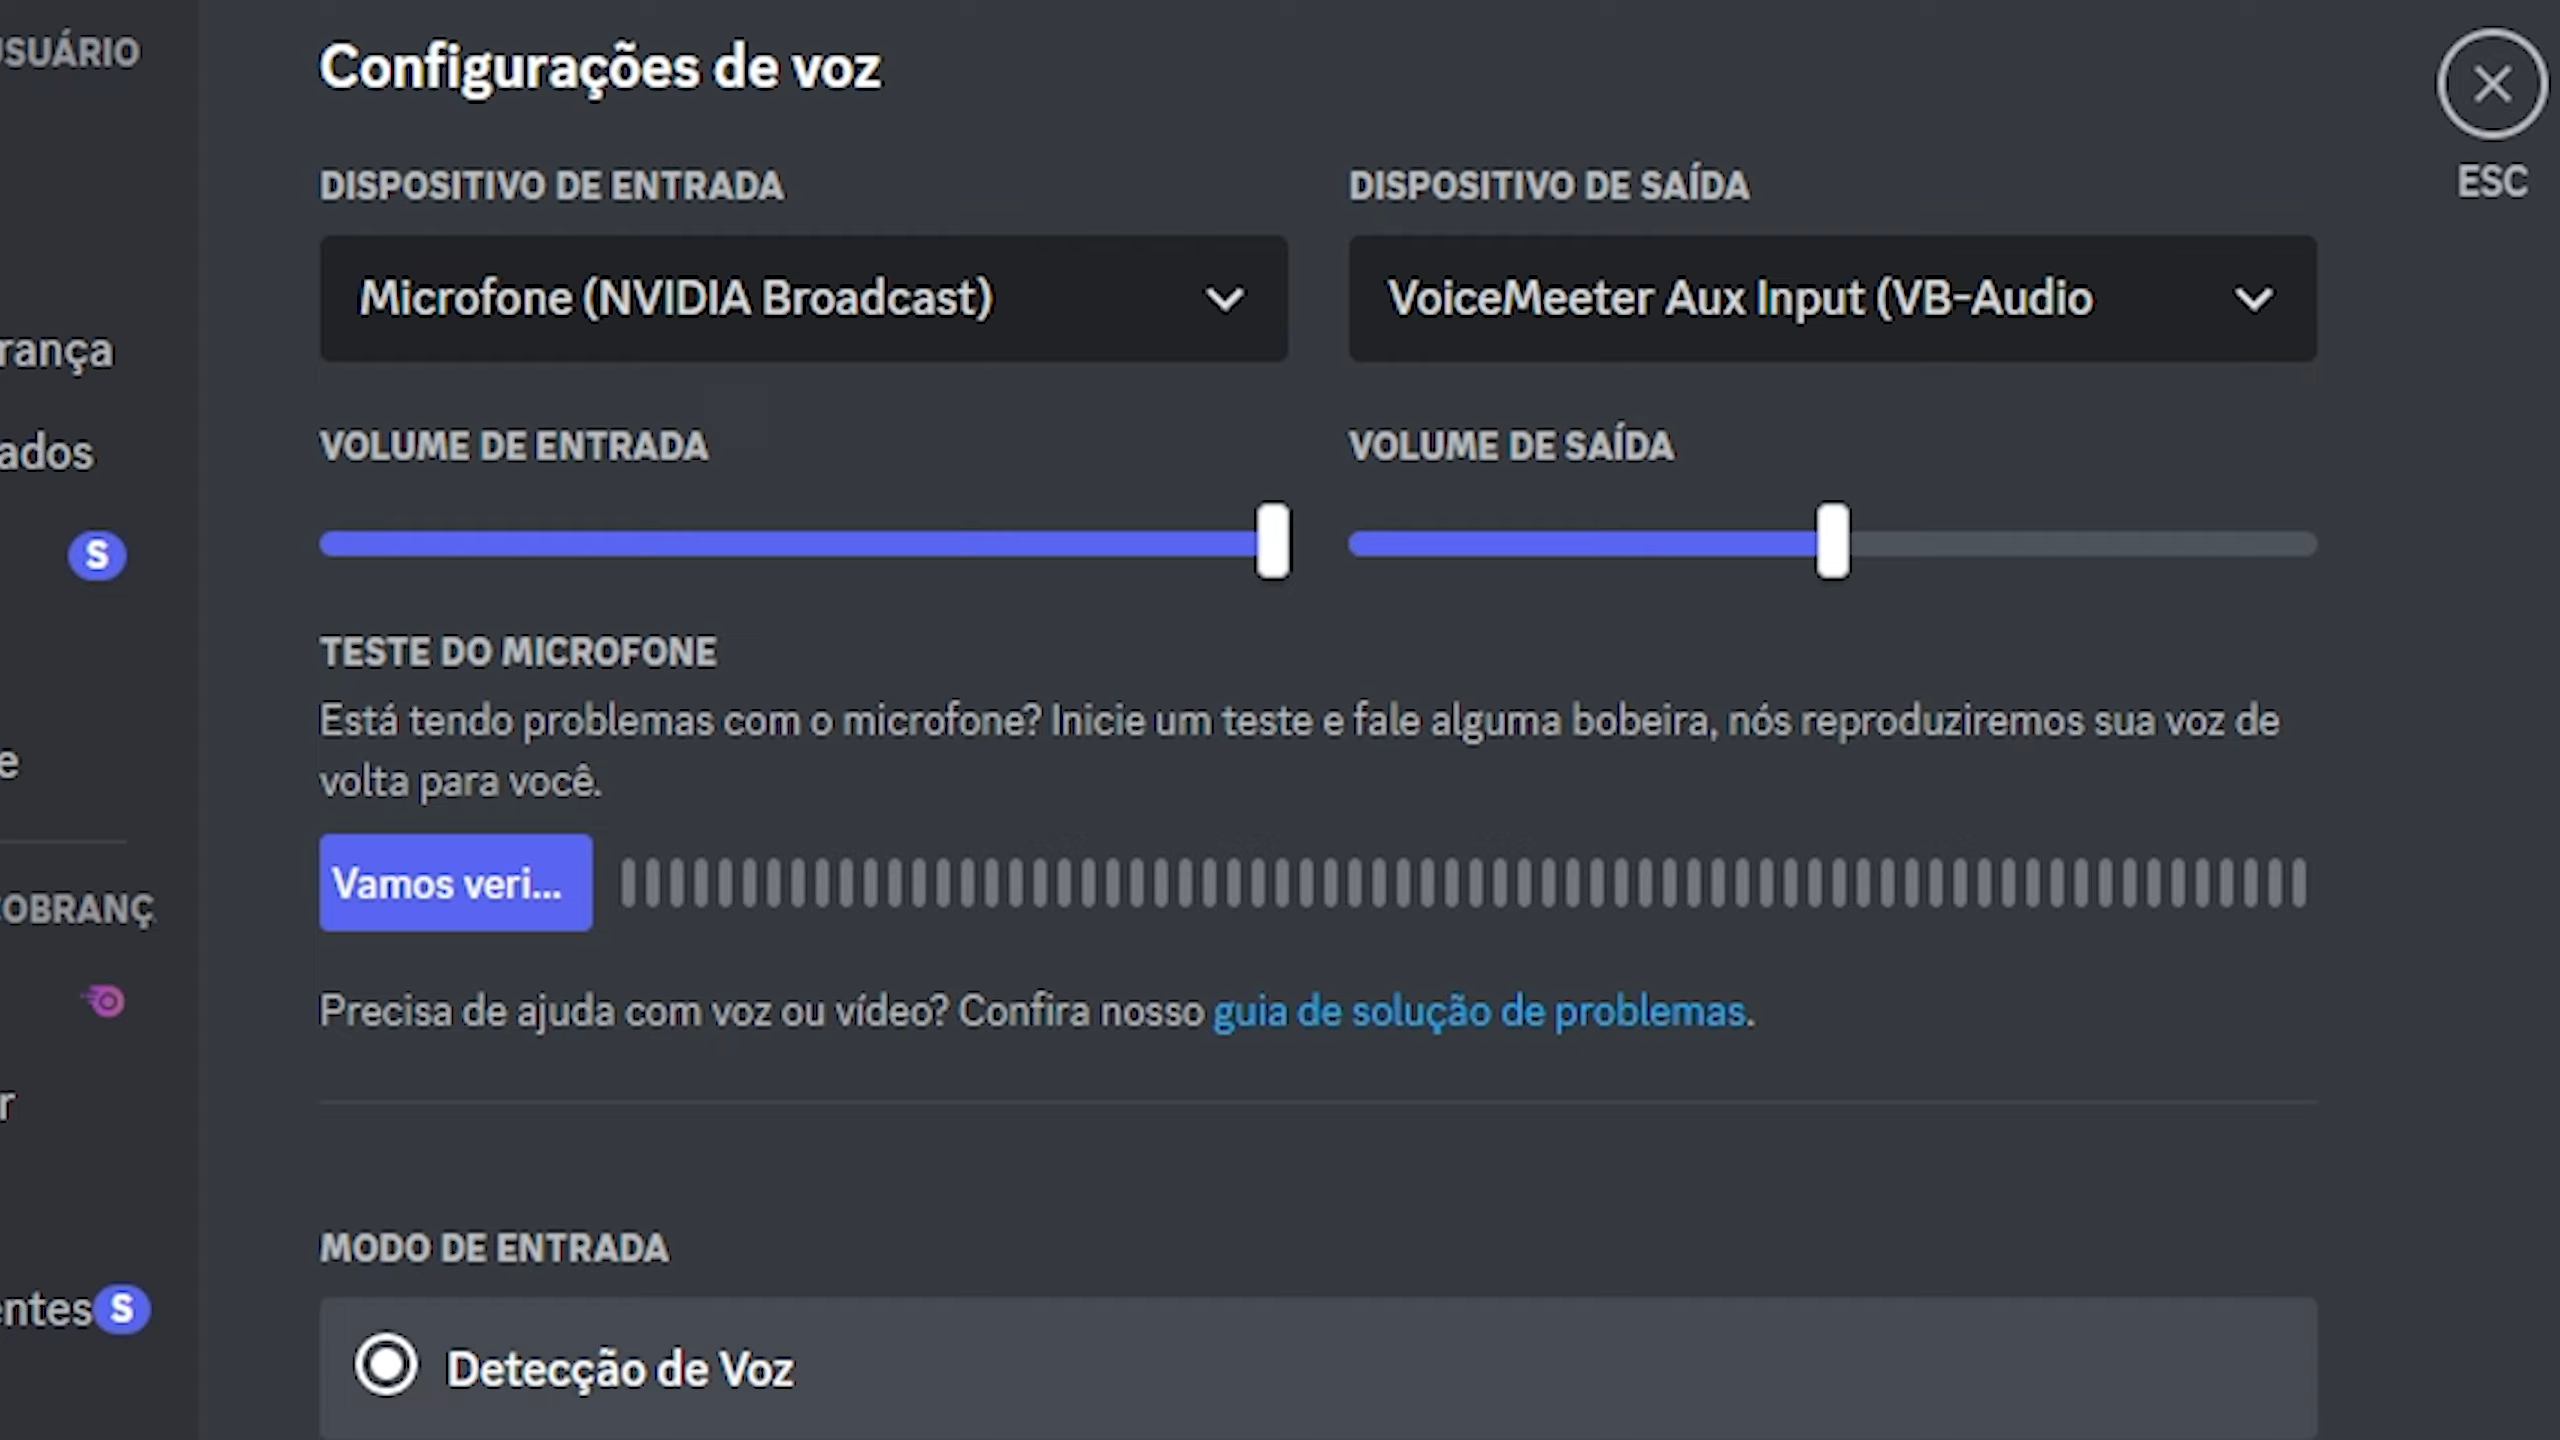 USUÁRIO
rança
ados
S
e
COBRANÇ
r
entes S
Configurações de voz
ESC
DISPOSITIVO DE ENTRADA
DISPOSITIVO DE SAÍDA
Microfone (NVIDIA Broadcast)
VoiceMeeter Aux Input (VB-Audio
VOLUME DE ENTRADA
VOLUME DE SAÍDA
TESTE DO MICROFONE
Está tendo problemas com o microfone? Inicie um teste e fale alguma bobeira, nós reproduziremos sua voz de
volta para você.
Vamos veri...
Precisa de ajuda com voz ou vídeo? Confira nosso guia de solução de problemas.
MODO DE ENTRADA
Detecção de Voz